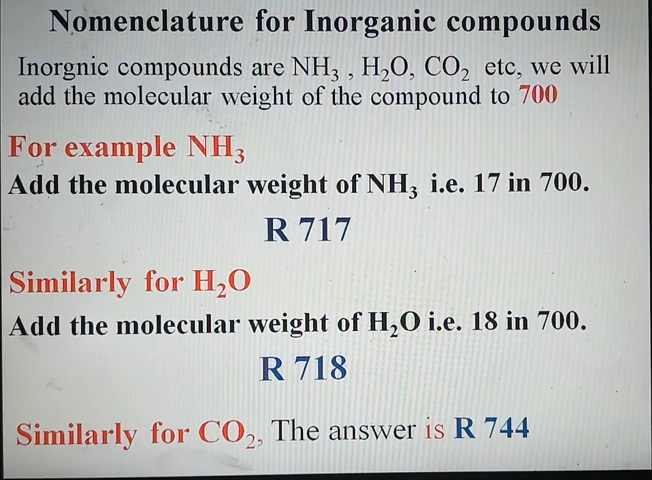 Nomenclature for Inorganic compounds
Inorgnic compounds are NH₃ , H₂O, CO₂ etc, we will
add the molecular weight of the compound to 700
For example NH₃
Add the molecular weight of NH₃ i.e. 17 in 700.
R 717
Similarly for H₂O
Add the molecular weight of H₂O i.e. 18 in 700.
R 718
Similarly for CO₂, The answer is R 744